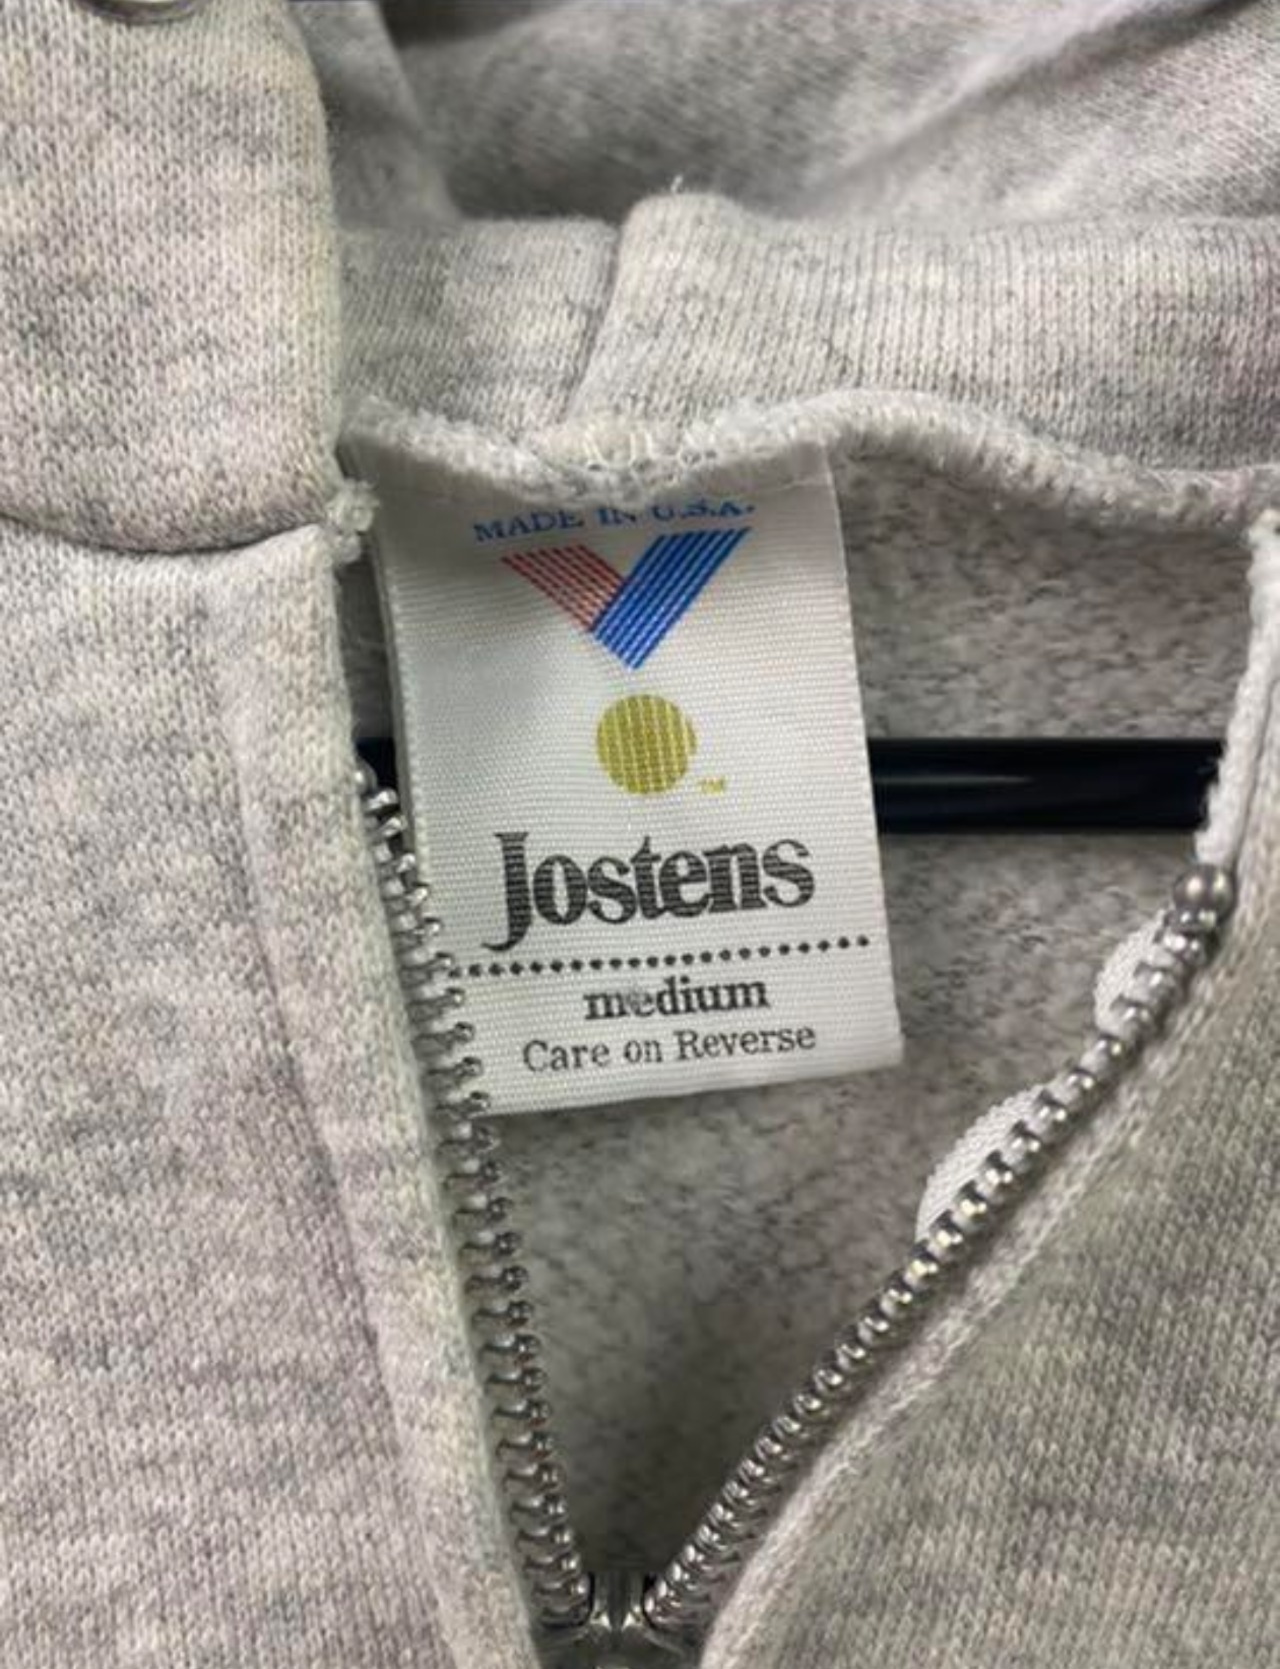 MADE IN U.S.A.
TM
Jostens
medium
Care on Reverse